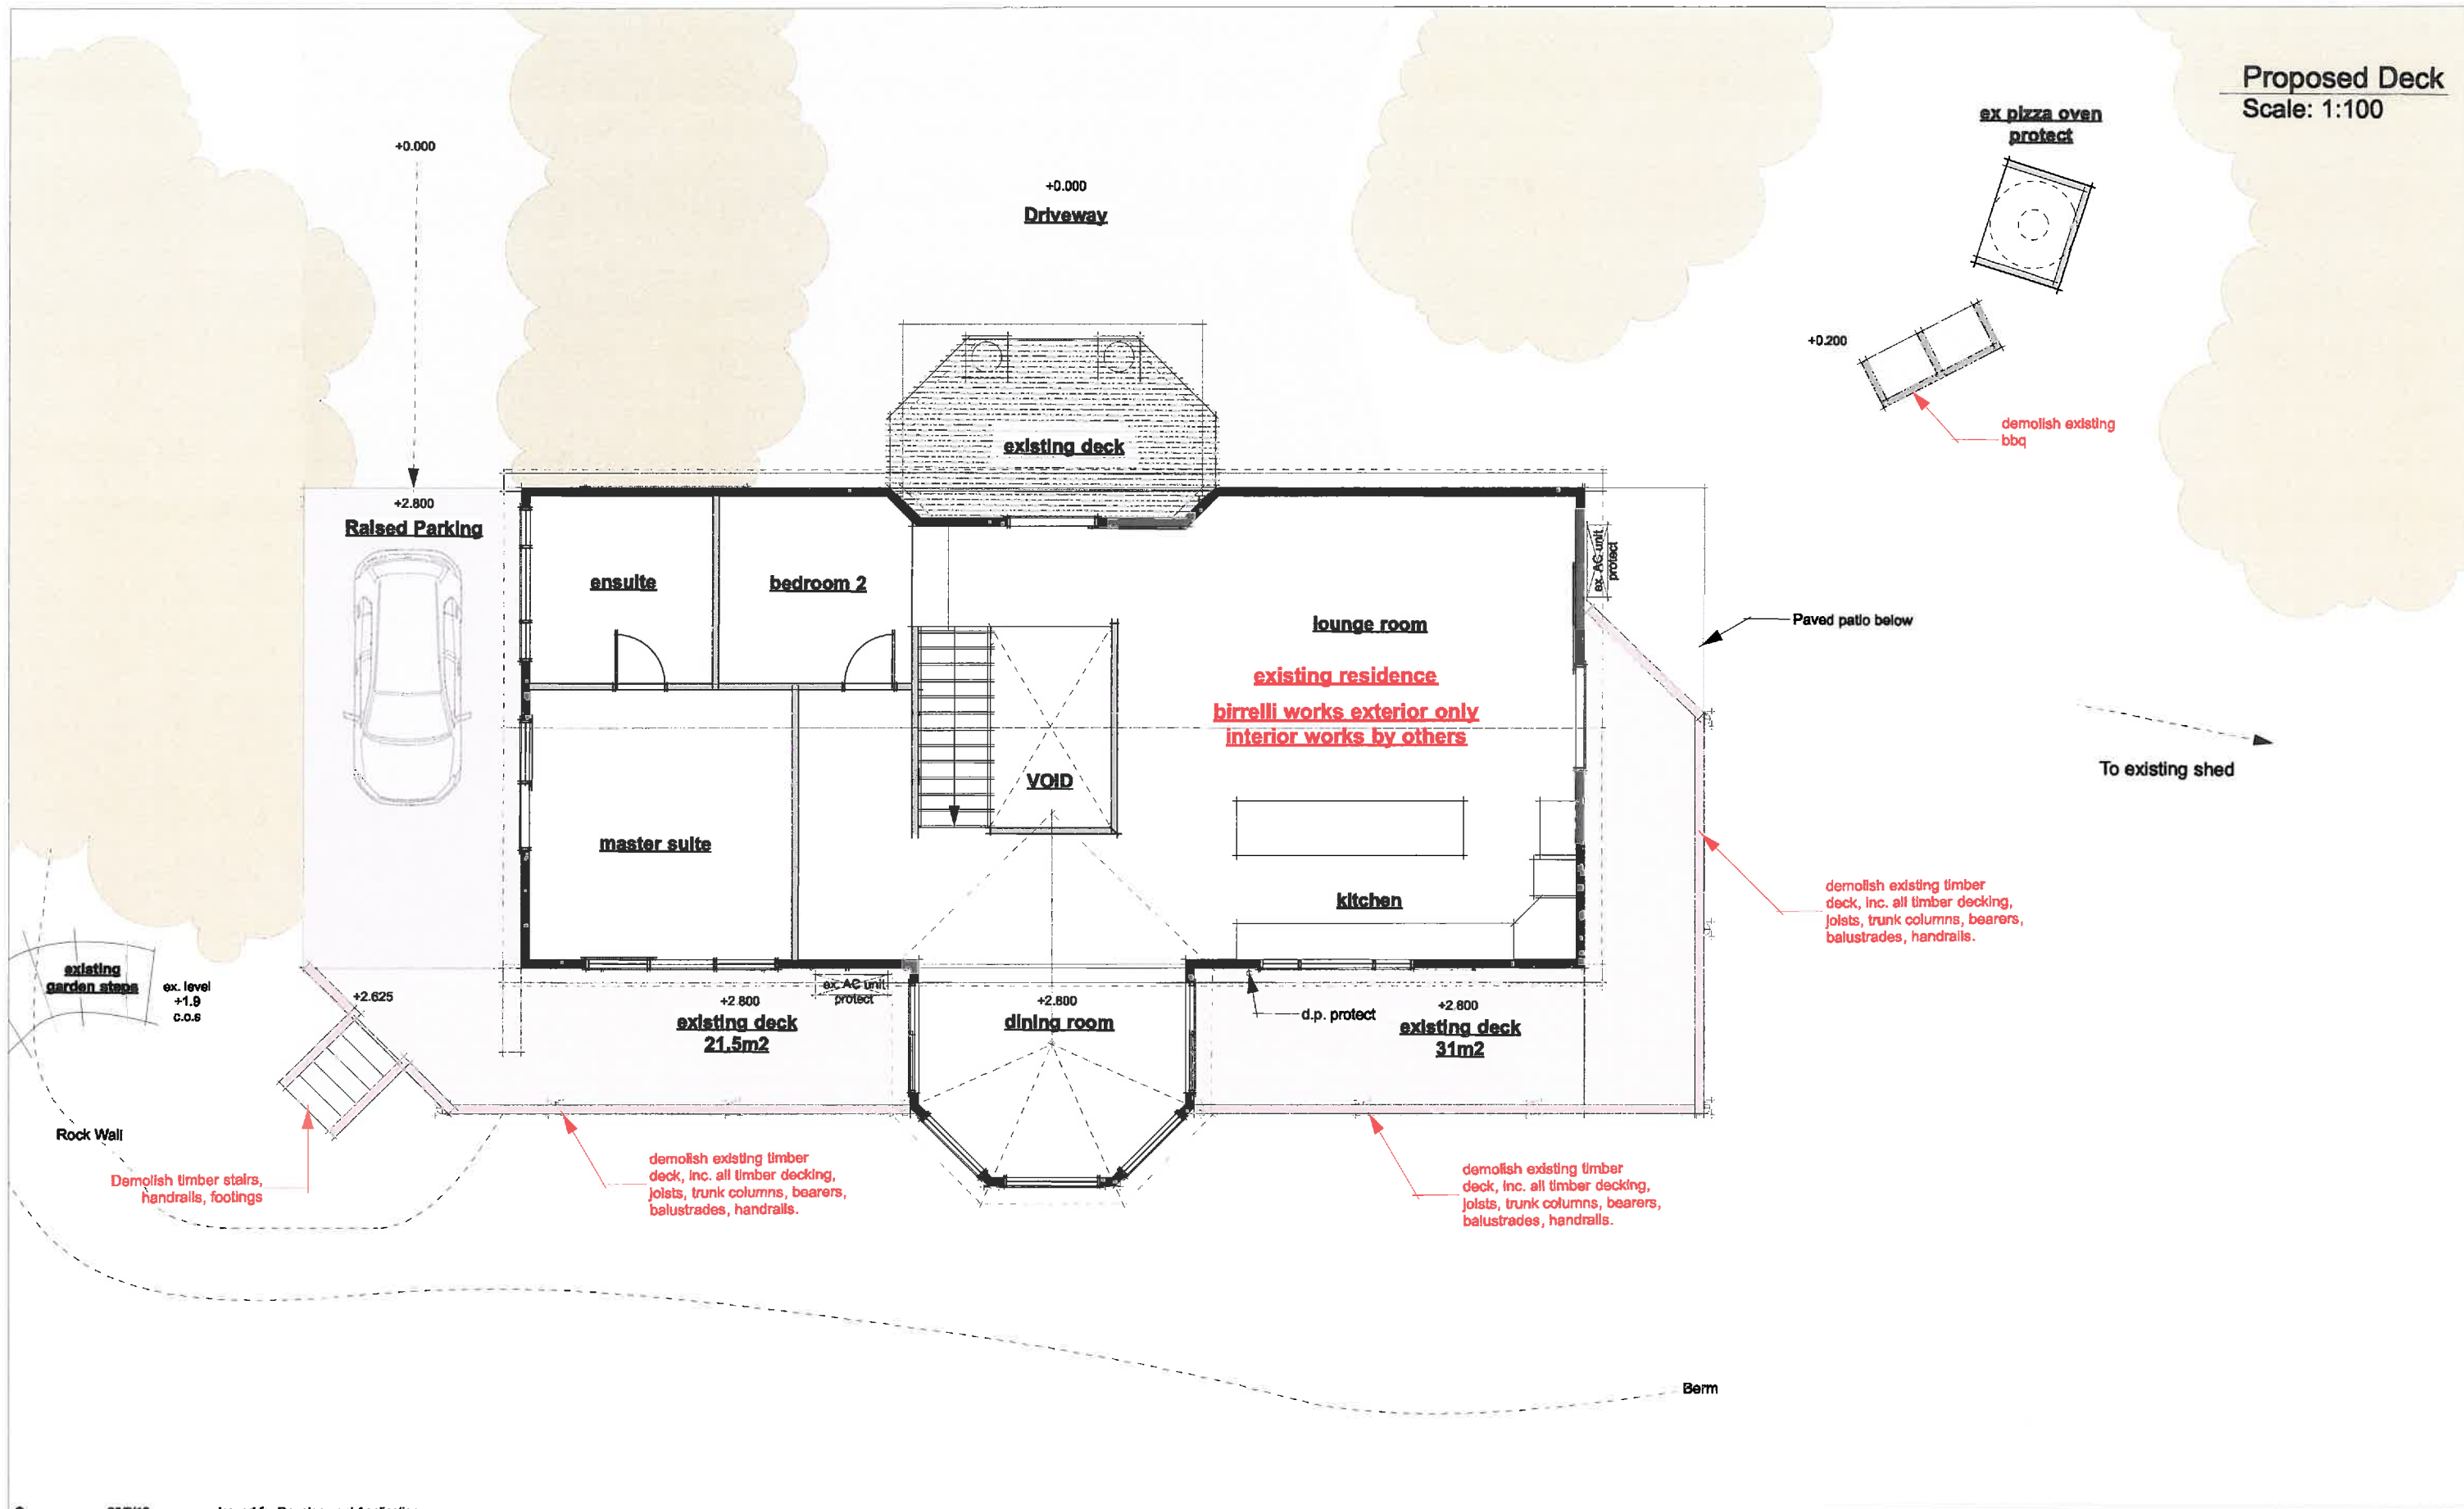 Proposed Deck
Scale: 1:100
ex pizza oven
protect
+0.000
+0.000
Driveway
+0.200
demolish existing
bbq
existing deck
+2.800
Raised Parking
ex. AC unit
protect
ensuite
bedroom 2
lounge room
Paved patio below
existing residence
birrelli works exterior only
interior works by others
To existing shed
VOID
master suite
kitchen
demolish existing timber
deck, inc. all timber decking,
joists, trunk columns, bearers,
balustrades, handrails.
existing
garden steps
ex. level
+1.9
c.o.s
+2.625
ex. AC unit
protect
+2.800
existing deck
21.5m2
+2.800
dining room
d.p. protect
+2.800
existing deck
31m2
Rock Wall
Demolish timber stairs,
handrails, footings
demolish existing timber
deck, inc. all timber decking,
joists, trunk columns, bearers,
balustrades, handrails.
demolish existing timber
deck, inc. all timber decking,
joists, trunk columns, bearers,
balustrades, handrails.
Berm